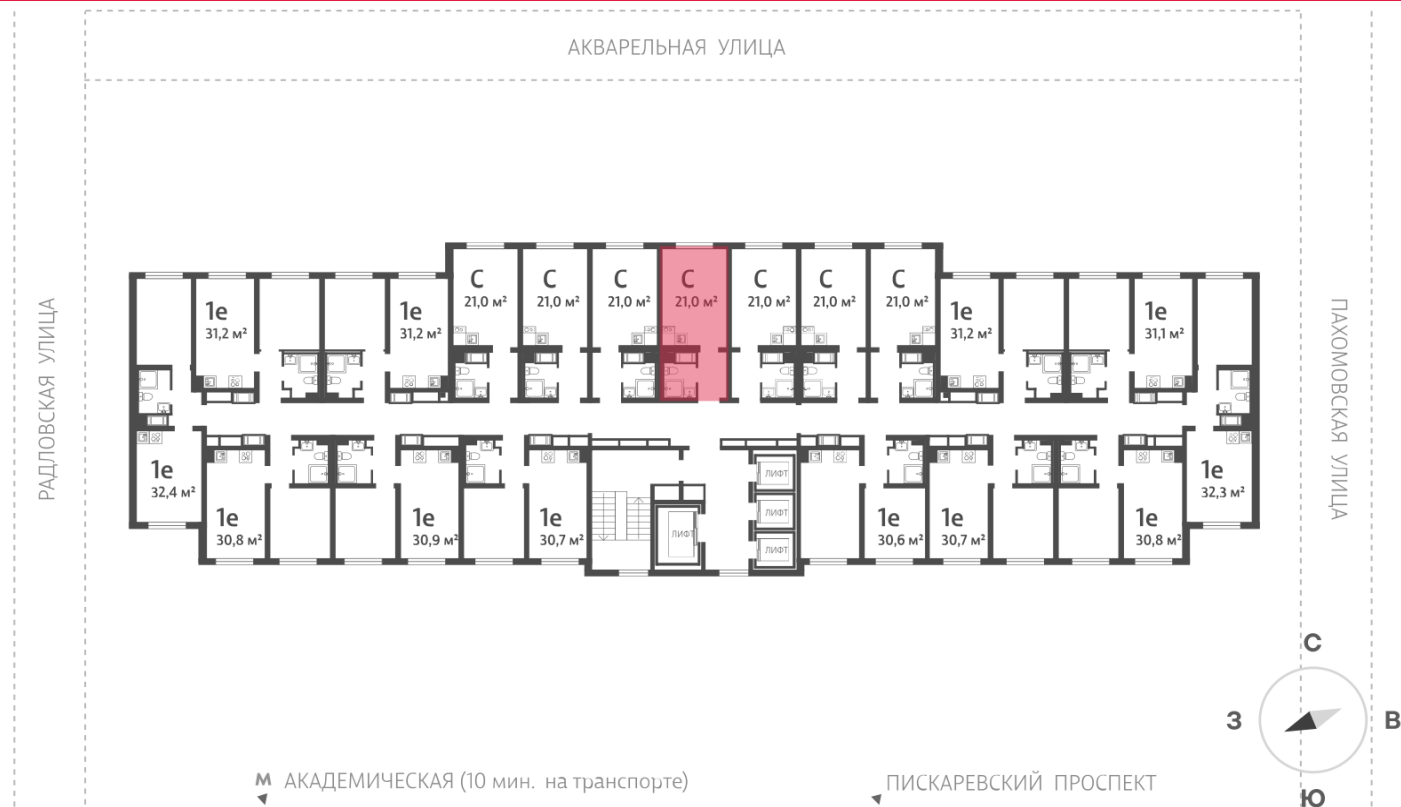 АКВАРЕЛЬНАЯ УЛИЦА
РАДЛОВСКАЯ УЛИЦА
ПАХОМОВСКАЯ УЛИЦА
С
21,0 м²
С
21,0 м²
С
21,0 м²
С
21,0 м²
С
21,0 м²
С
21,0 м²
С
21,0 м²
1е
31,2 м²
1е
31,2 м²
1е
31,2 м²
1е
31,1 м²
1е
32,4 м²
1е
30,8 м²
1е
30,9 м²
1е
30,7 м²
ЛИФТ
ЛИФТ
ЛИФТ
ЛИФТ
1е
30,6 м²
1е
30,7 м²
1е
30,8 м²
1е
32,3 м²
С
З
В
Ю
М АКАДЕМИЧЕСКАЯ (10 мин. на транспорте)
ПИСКАРЕВСКИЙ ПРОСПЕКТ